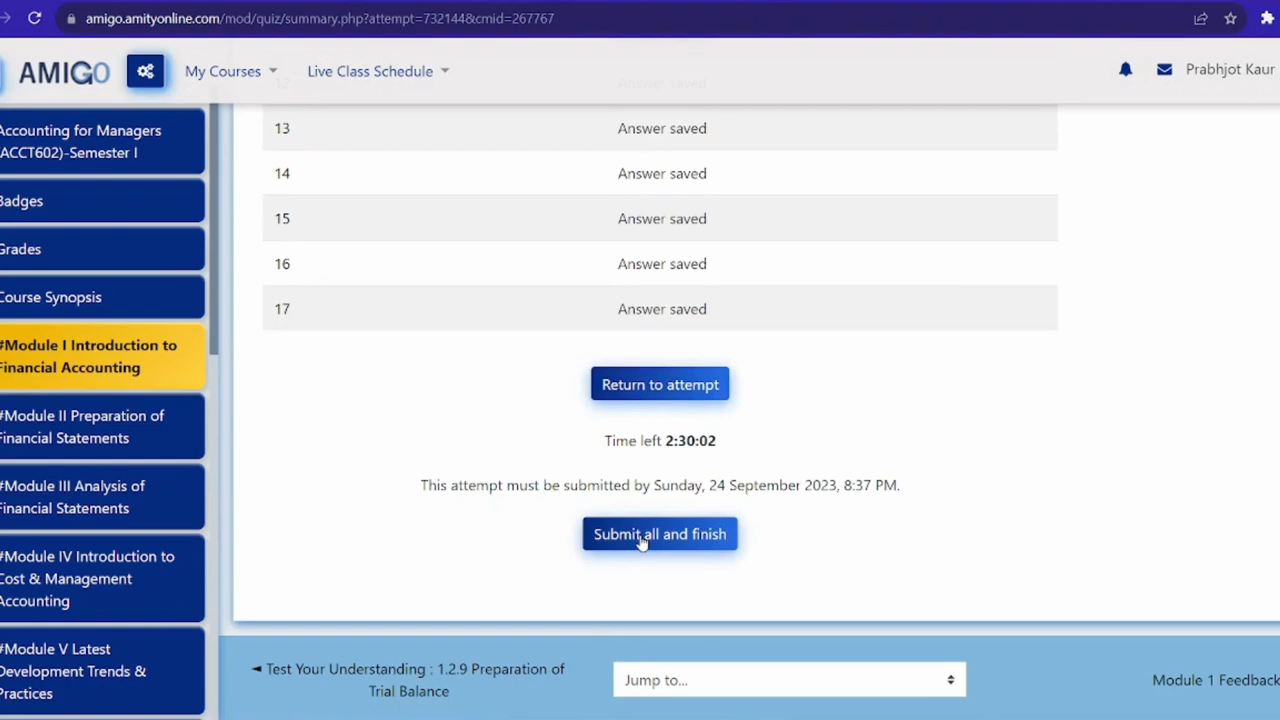 amigo.amityonline.com/mod/quiz/summary.php?attempt=732144&cmid=267767
AMIGO
My Courses
Live Class Schedule
Prabhjot Kaur
Accounting for Managers
(ACCT602)-Semester I
Badges
Grades
Course Synopsis
#Module I Introduction to
Financial Accounting
#Module II Preparation of
Financial Statements
#Module III Analysis of
Financial Statements
#Module IV Introduction to
Cost & Management
Accounting
#Module V Latest
Development Trends &
Practices
12 Answer saved
13 Answer saved
14 Answer saved
15 Answer saved
16 Answer saved
17 Answer saved
Return to attempt
Time left 2:30:02
This attempt must be submitted by Sunday, 24 September 2023, 8:37 PM.
Submit all and finish
◄ Test Your Understanding : 1.2.9 Preparation of
Trial Balance
Jump to...
Module 1 Feedback